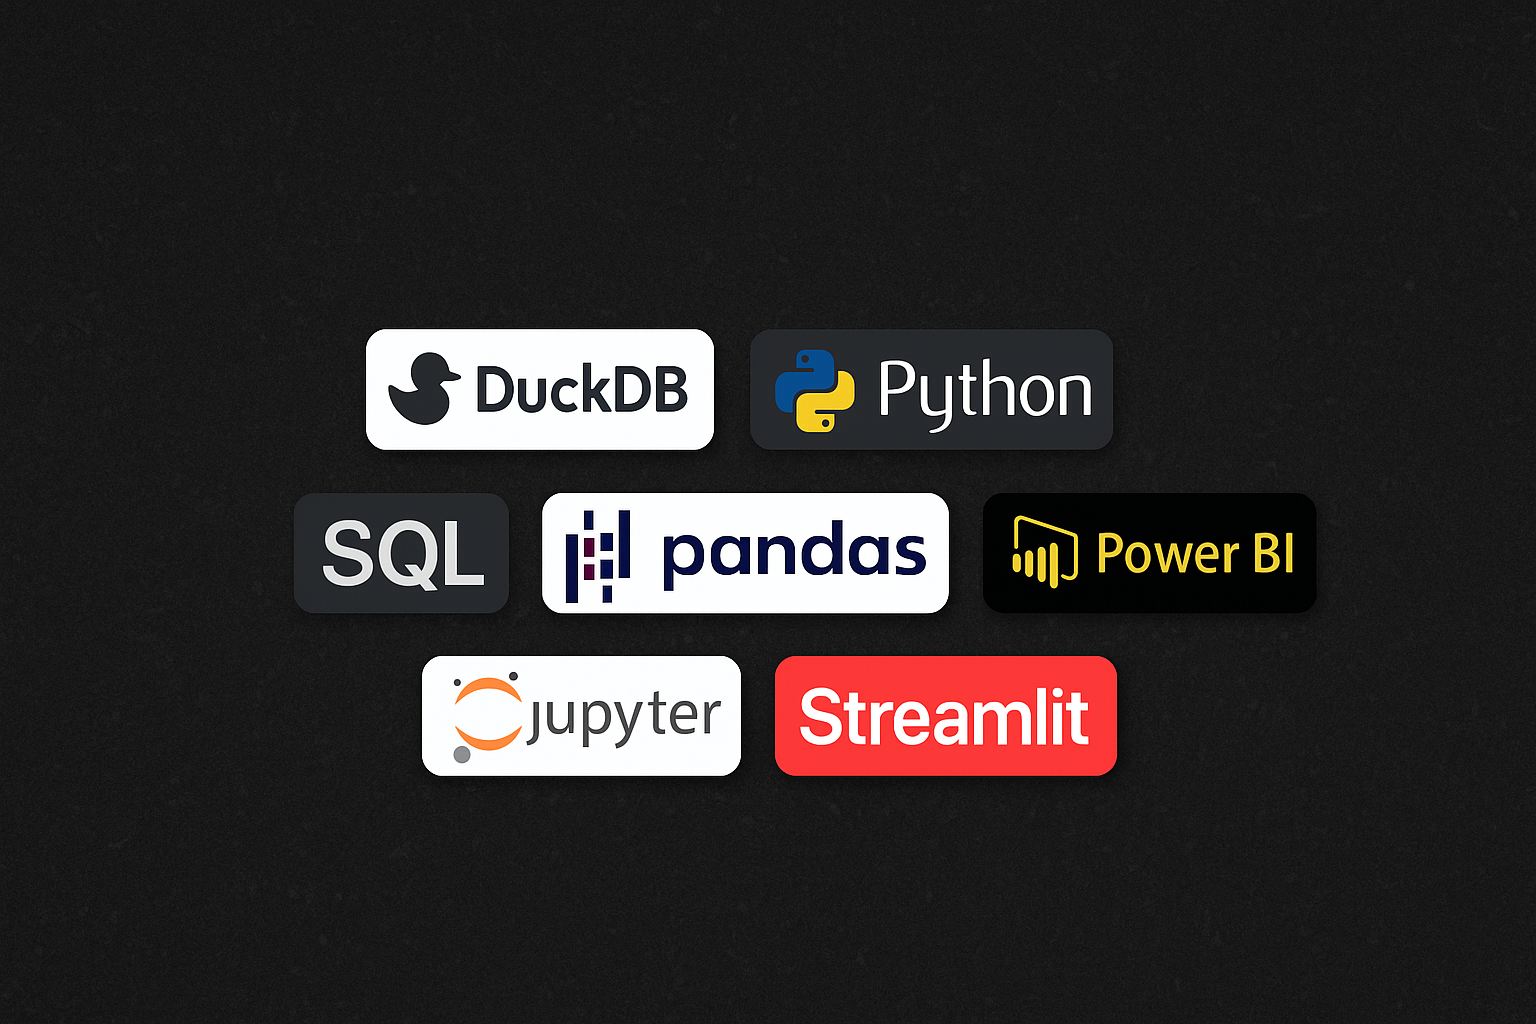 DuckDB
Python
SQL
pandas
Power BI
jupyter
Streamlit